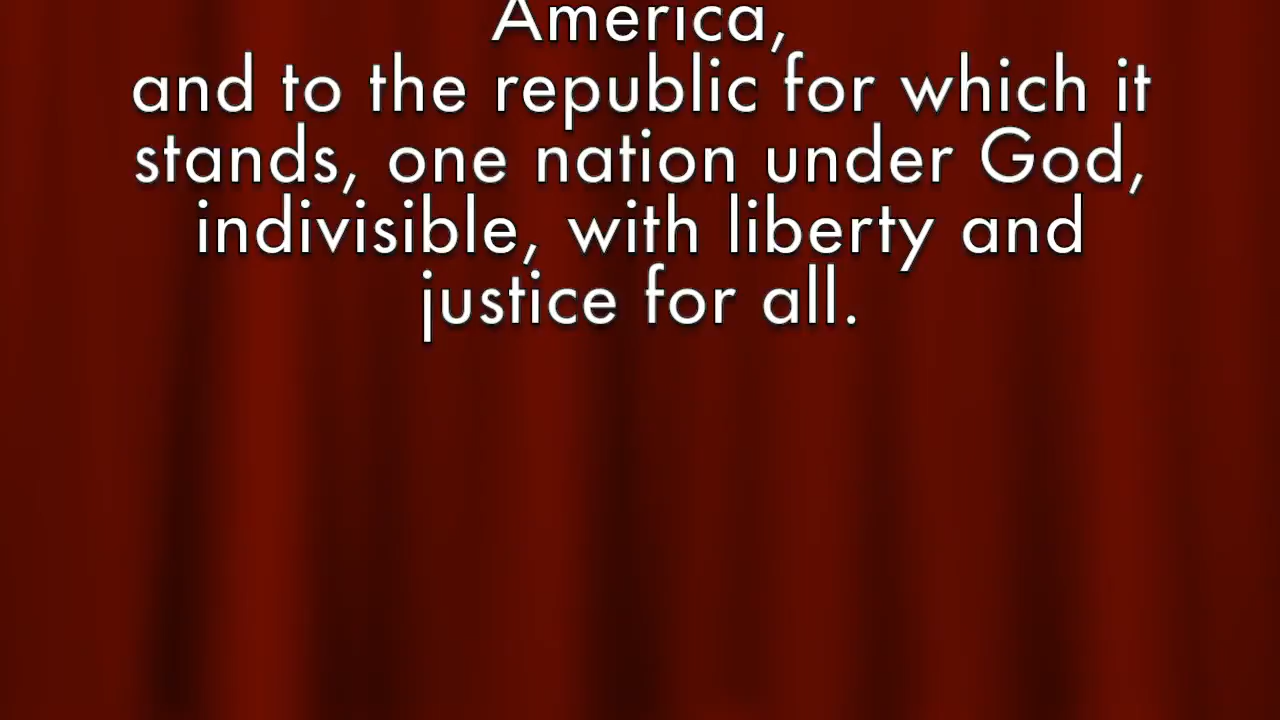 America,
and to the republic for which it
stands, one nation under God,
indivisible, with liberty and
justice for all.